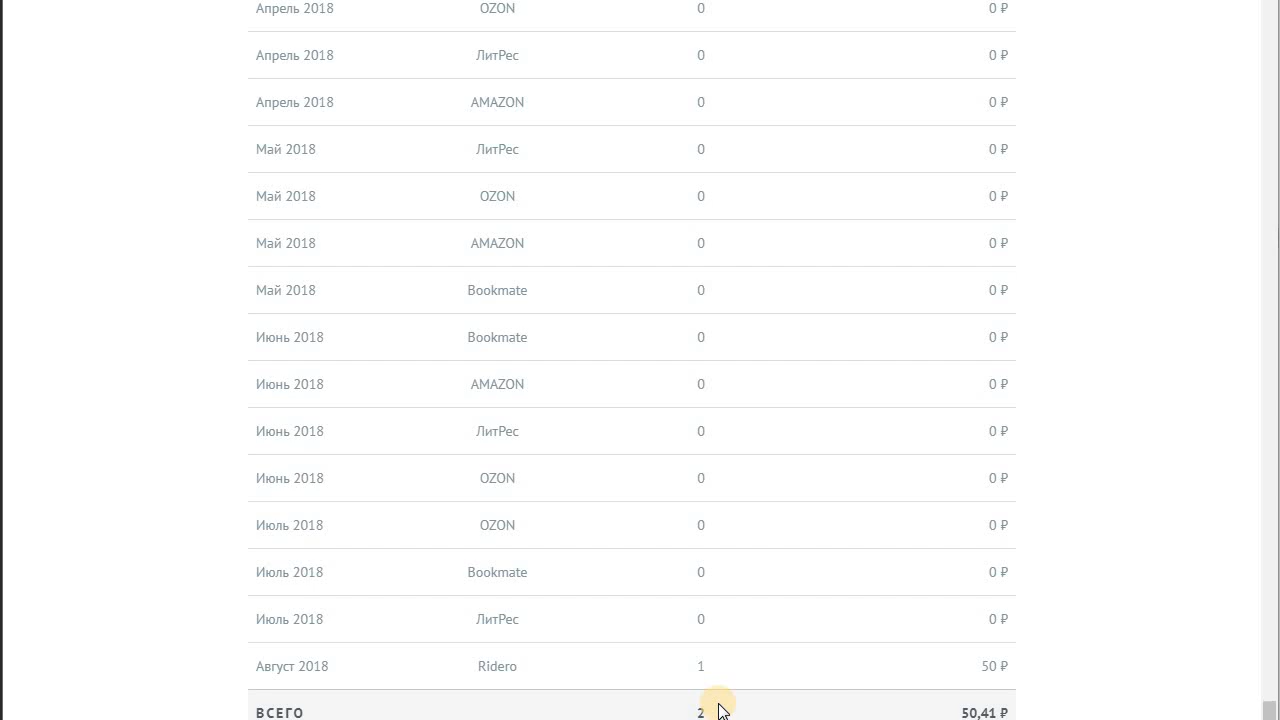 Апрель 2018 OZON 0 0 ₽
Апрель 2018 ЛитРес 0 0 ₽
Апрель 2018 AMAZON 0 0 ₽
Май 2018 ЛитРес 0 0 ₽
Май 2018 OZON 0 0 ₽
Май 2018 AMAZON 0 0 ₽
Май 2018 Bookmate 0 0 ₽
Июнь 2018 Bookmate 0 0 ₽
Июнь 2018 AMAZON 0 0 ₽
Июнь 2018 ЛитРес 0 0 ₽
Июнь 2018 OZON 0 0 ₽
Июль 2018 OZON 0 0 ₽
Июль 2018 Bookmate 0 0 ₽
Июль 2018 ЛитРес 0 0 ₽
Август 2018 Ridero 1 50 ₽
ВСЕГО 2 50,41 ₽